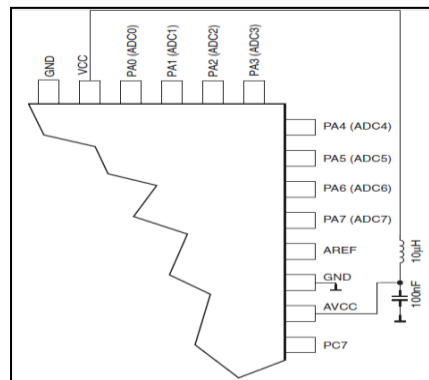 GND
VCC
PA0 (ADC0)
PA1 (ADC1)
PA2 (ADC2)
PA3 (ADC3)
PA4 (ADC4)
PA5 (ADC5)
PA6 (ADC6)
PA7 (ADC7)
AREF
GND
AVCC
PC7
10µH
100nF